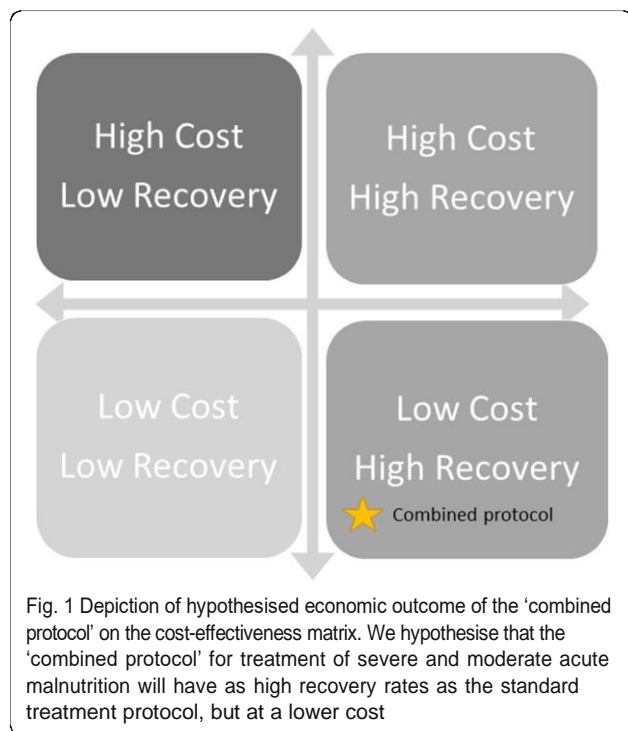 High Cost
Low Recovery
High Cost
High Recovery
Low Cost
Low Recovery
Low Cost
High Recovery
Combined protocol
Fig. 1 Depiction of hypothesised economic outcome of the ‘combined
protocol’ on the cost-effectiveness matrix. We hypothesise that the
‘combined protocol’ for treatment of severe and moderate acute
malnutrition will have as high recovery rates as the standard
treatment protocol, but at a lower cost